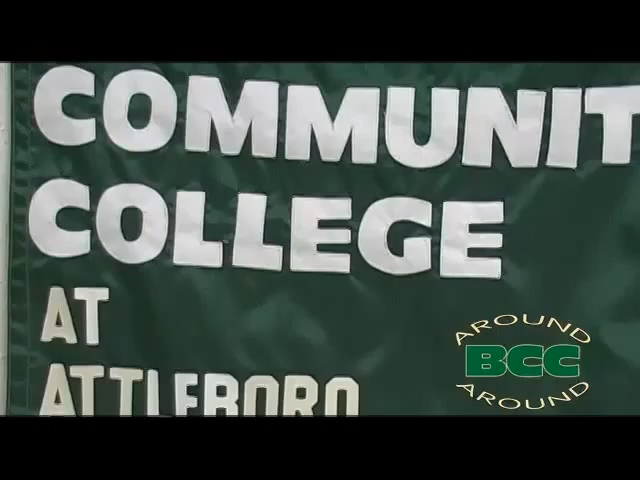 COMMUNIT
COLLEGE
AT
ATTLEBORO
AROUND
BCC
AROUND